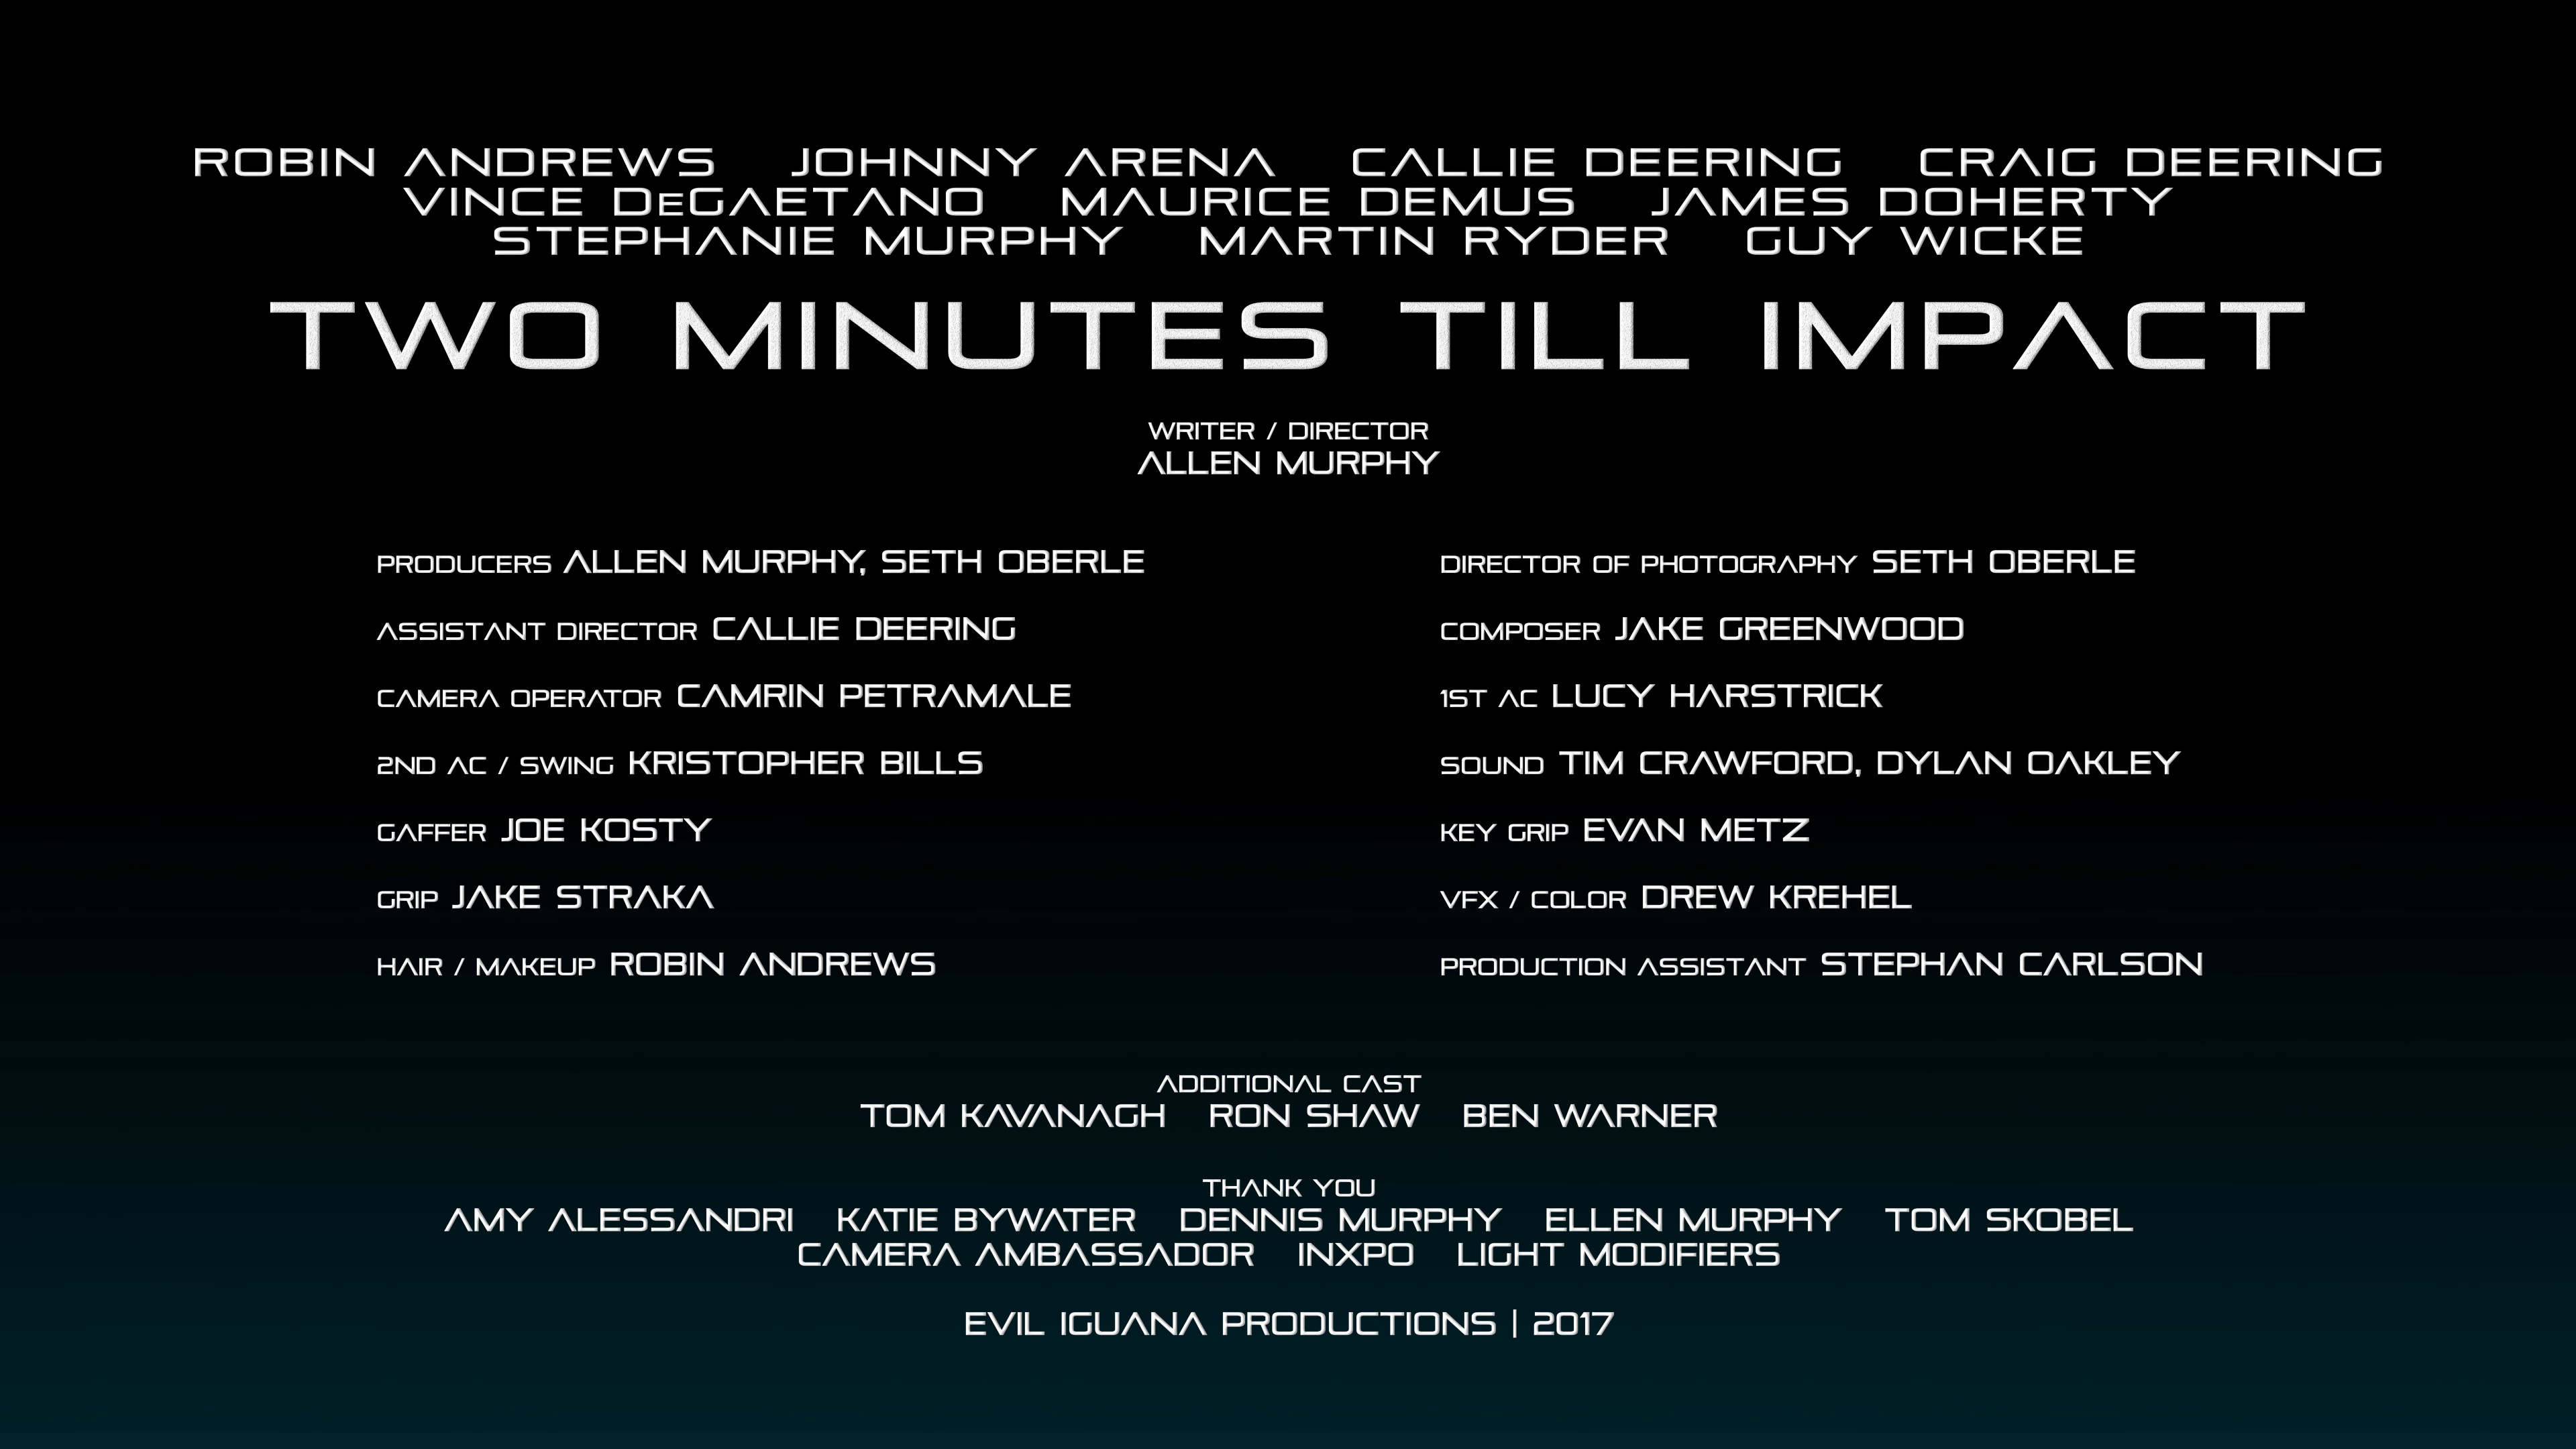 ROBIN ANDREWS JOHNNY ARENA CALLIE DEERING CRAIG DEERING
VINCE DeGAETANO MAURICE DEMUS JAMES DOHERTY
STEPHANIE MURPHY MARTIN RYDER GUY WICKE
TWO MINUTES TILL IMPACT
WRITER / DIRECTOR
ALLEN MURPHY
PRODUCERS ALLEN MURPHY, SETH OBERLE
DIRECTOR OF PHOTOGRAPHY SETH OBERLE
ASSISTANT DIRECTOR CALLIE DEERING
COMPOSER JAKE GREENWOOD
CAMERA OPERATOR CAMRIN PETRAMALE
1ST AC LUCY HARSTRICK
2ND AC / SWING KRISTOPHER BILLS
SOUND TIM CRAWFORD, DYLAN OAKLEY
GAFFER JOE KOSTY
KEY GRIP EVAN METZ
GRIP JAKE STRAKA
VFX / COLOR DREW KREHEL
HAIR / MAKEUP ROBIN ANDREWS
PRODUCTION ASSISTANT STEPHAN CARLSON
ADDITIONAL CAST
TOM KAVANAGH RON SHAW BEN WARNER
THANK YOU
AMY ALESSANDRI KATIE BYWATER DENNIS MURPHY ELLEN MURPHY TOM SKOBEL
CAMERA AMBASSADOR INXPO LIGHT MODIFIERS
EVIL IGUANA PRODUCTIONS | 2017